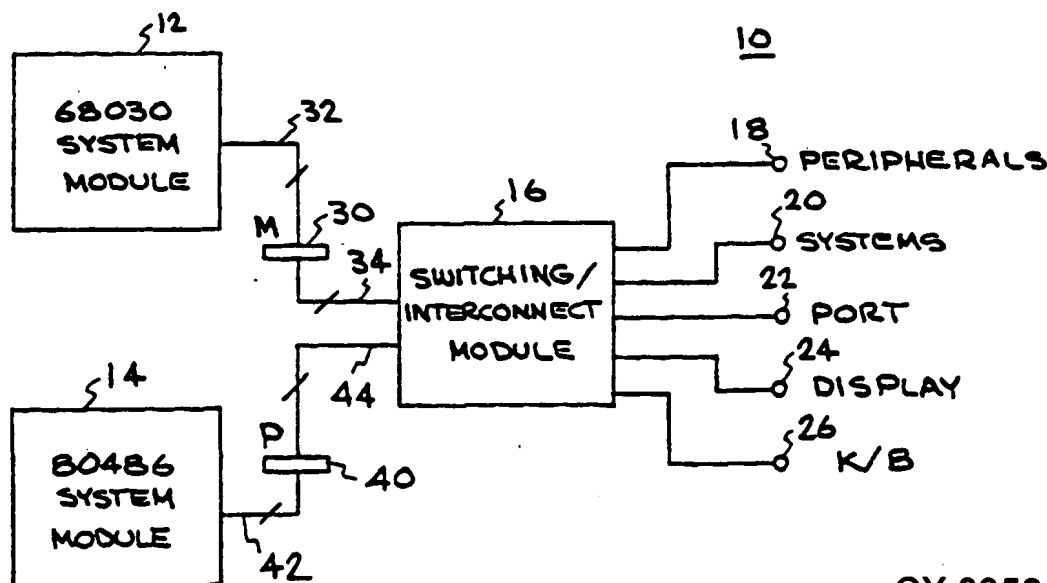 12
10
68030
SYSTEM
MODULE
32
18
PERIPHERALS
M
30
16
20
SYSTEMS
34
SWITCHING/
INTERCONNECT
MODULE
22
PORT
14
44
24
DISPLAY
P
40
26
K/B
80486
SYSTEM
MODULE
42